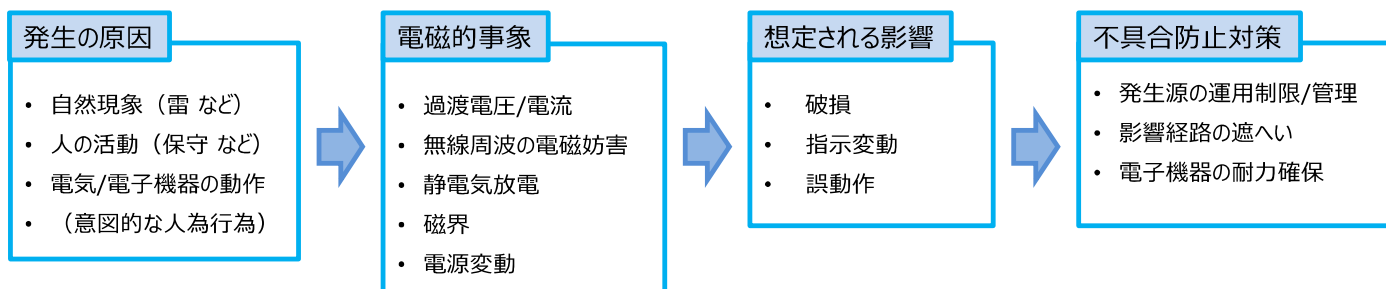 発生の原因
• 自然現象（雷 など）
• 人の活動（保守 など）
• 電気/電子機器の動作
• （意図的な人為行為）
電磁的事象
• 過渡電圧/電流
• 無線周波の電磁妨害
• 静電気放電
• 磁界
• 電源変動
想定される影響
• 破損
• 指示変動
• 誤動作
不具合防止対策
• 発生源の運用制限/管理
• 影響経路の遮へい
• 電子機器の耐力確保